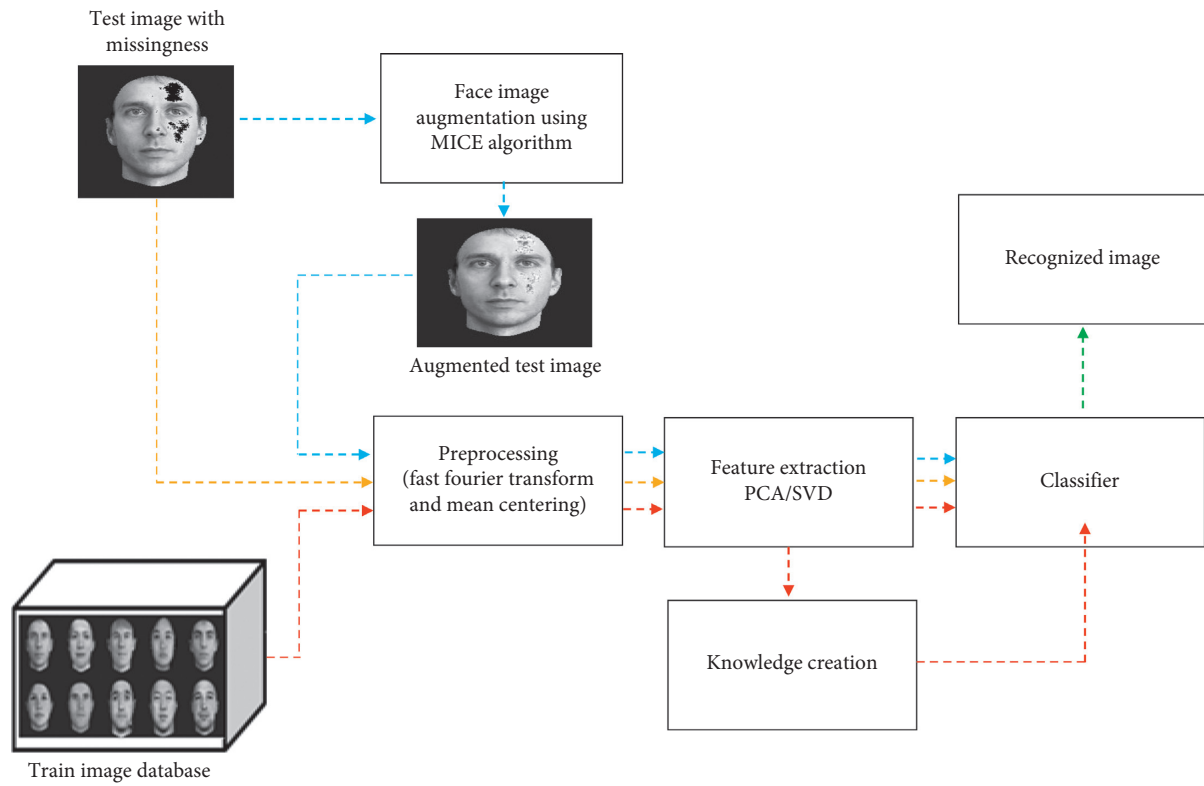 Test image with
missingness
Face image
augmentation using
MICE algorithm
Augmented test image
Recognized image
Preprocessing
(fast fourier transform
and mean centering)
Feature extraction
PCA/SVD
Classifier
Knowledge creation
Train image database